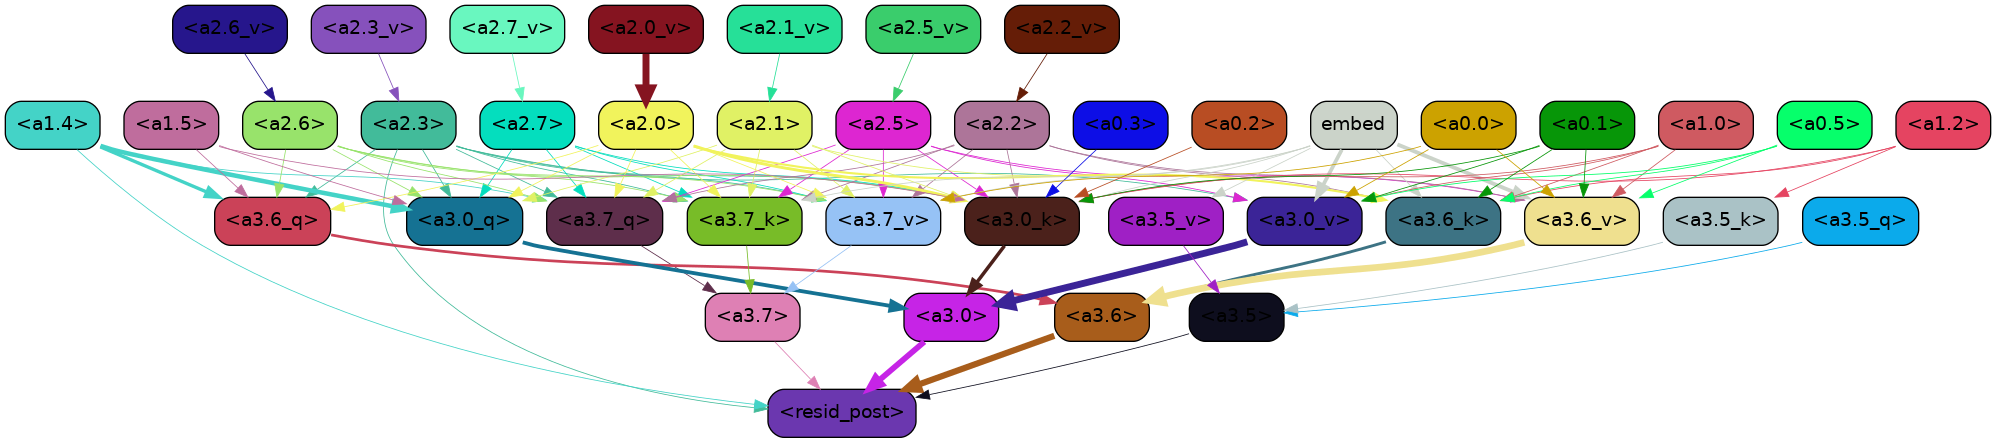 <a2.6_v> <a2.3_v> <a2.7_v> <a2.0_v> <a2.1_v> <a2.5_v> <a2.2_v>
<a1.4> <a1.5> <a2.6> <a2.3> <a2.7> <a2.0> <a2.1> <a2.5> <a2.2> <a0.3> <a0.2> embed <a0.0> <a0.1> <a1.0> <a0.5> <a1.2>
<a3.6_q> <a3.0_q> <a3.7_q> <a3.7_k> <a3.7_v> <a3.0_k> <a3.5_v> <a3.0_v> <a3.6_k> <a3.6_v> <a3.5_k> <a3.5_q>
<a3.7> <a3.0> <a3.6> <a3.5>
<resid_post>